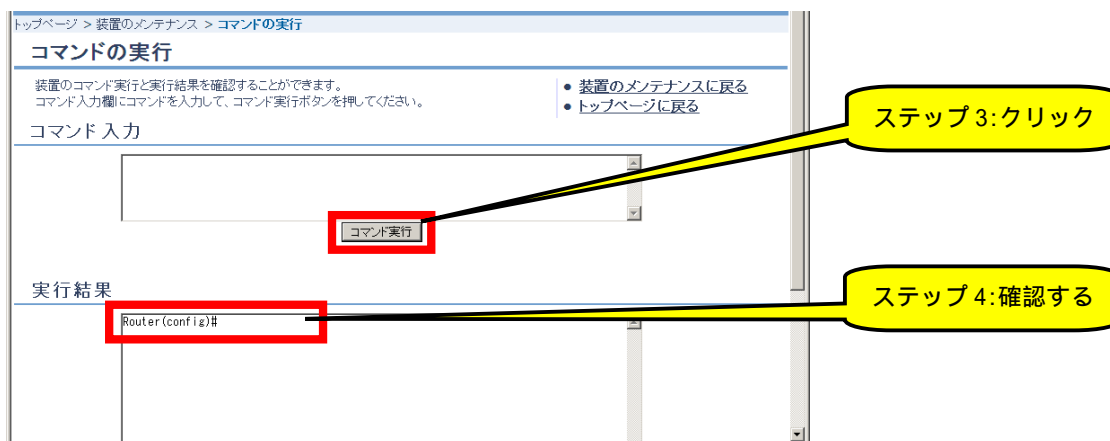 トップページ > 装置のメンテナンス > コマンドの実行
コマンドの実行
装置のコマンド実行と実行結果を確認することができます。
コマンド入力欄にコマンドを入力して、コマンド実行ボタンを押してください。
• 装置のメンテナンスに戻る
• トップページに戻る
ステップ 3:クリック
コマンド入力
コマンド実行
ステップ 4:確認する
実行結果
Router(config)#